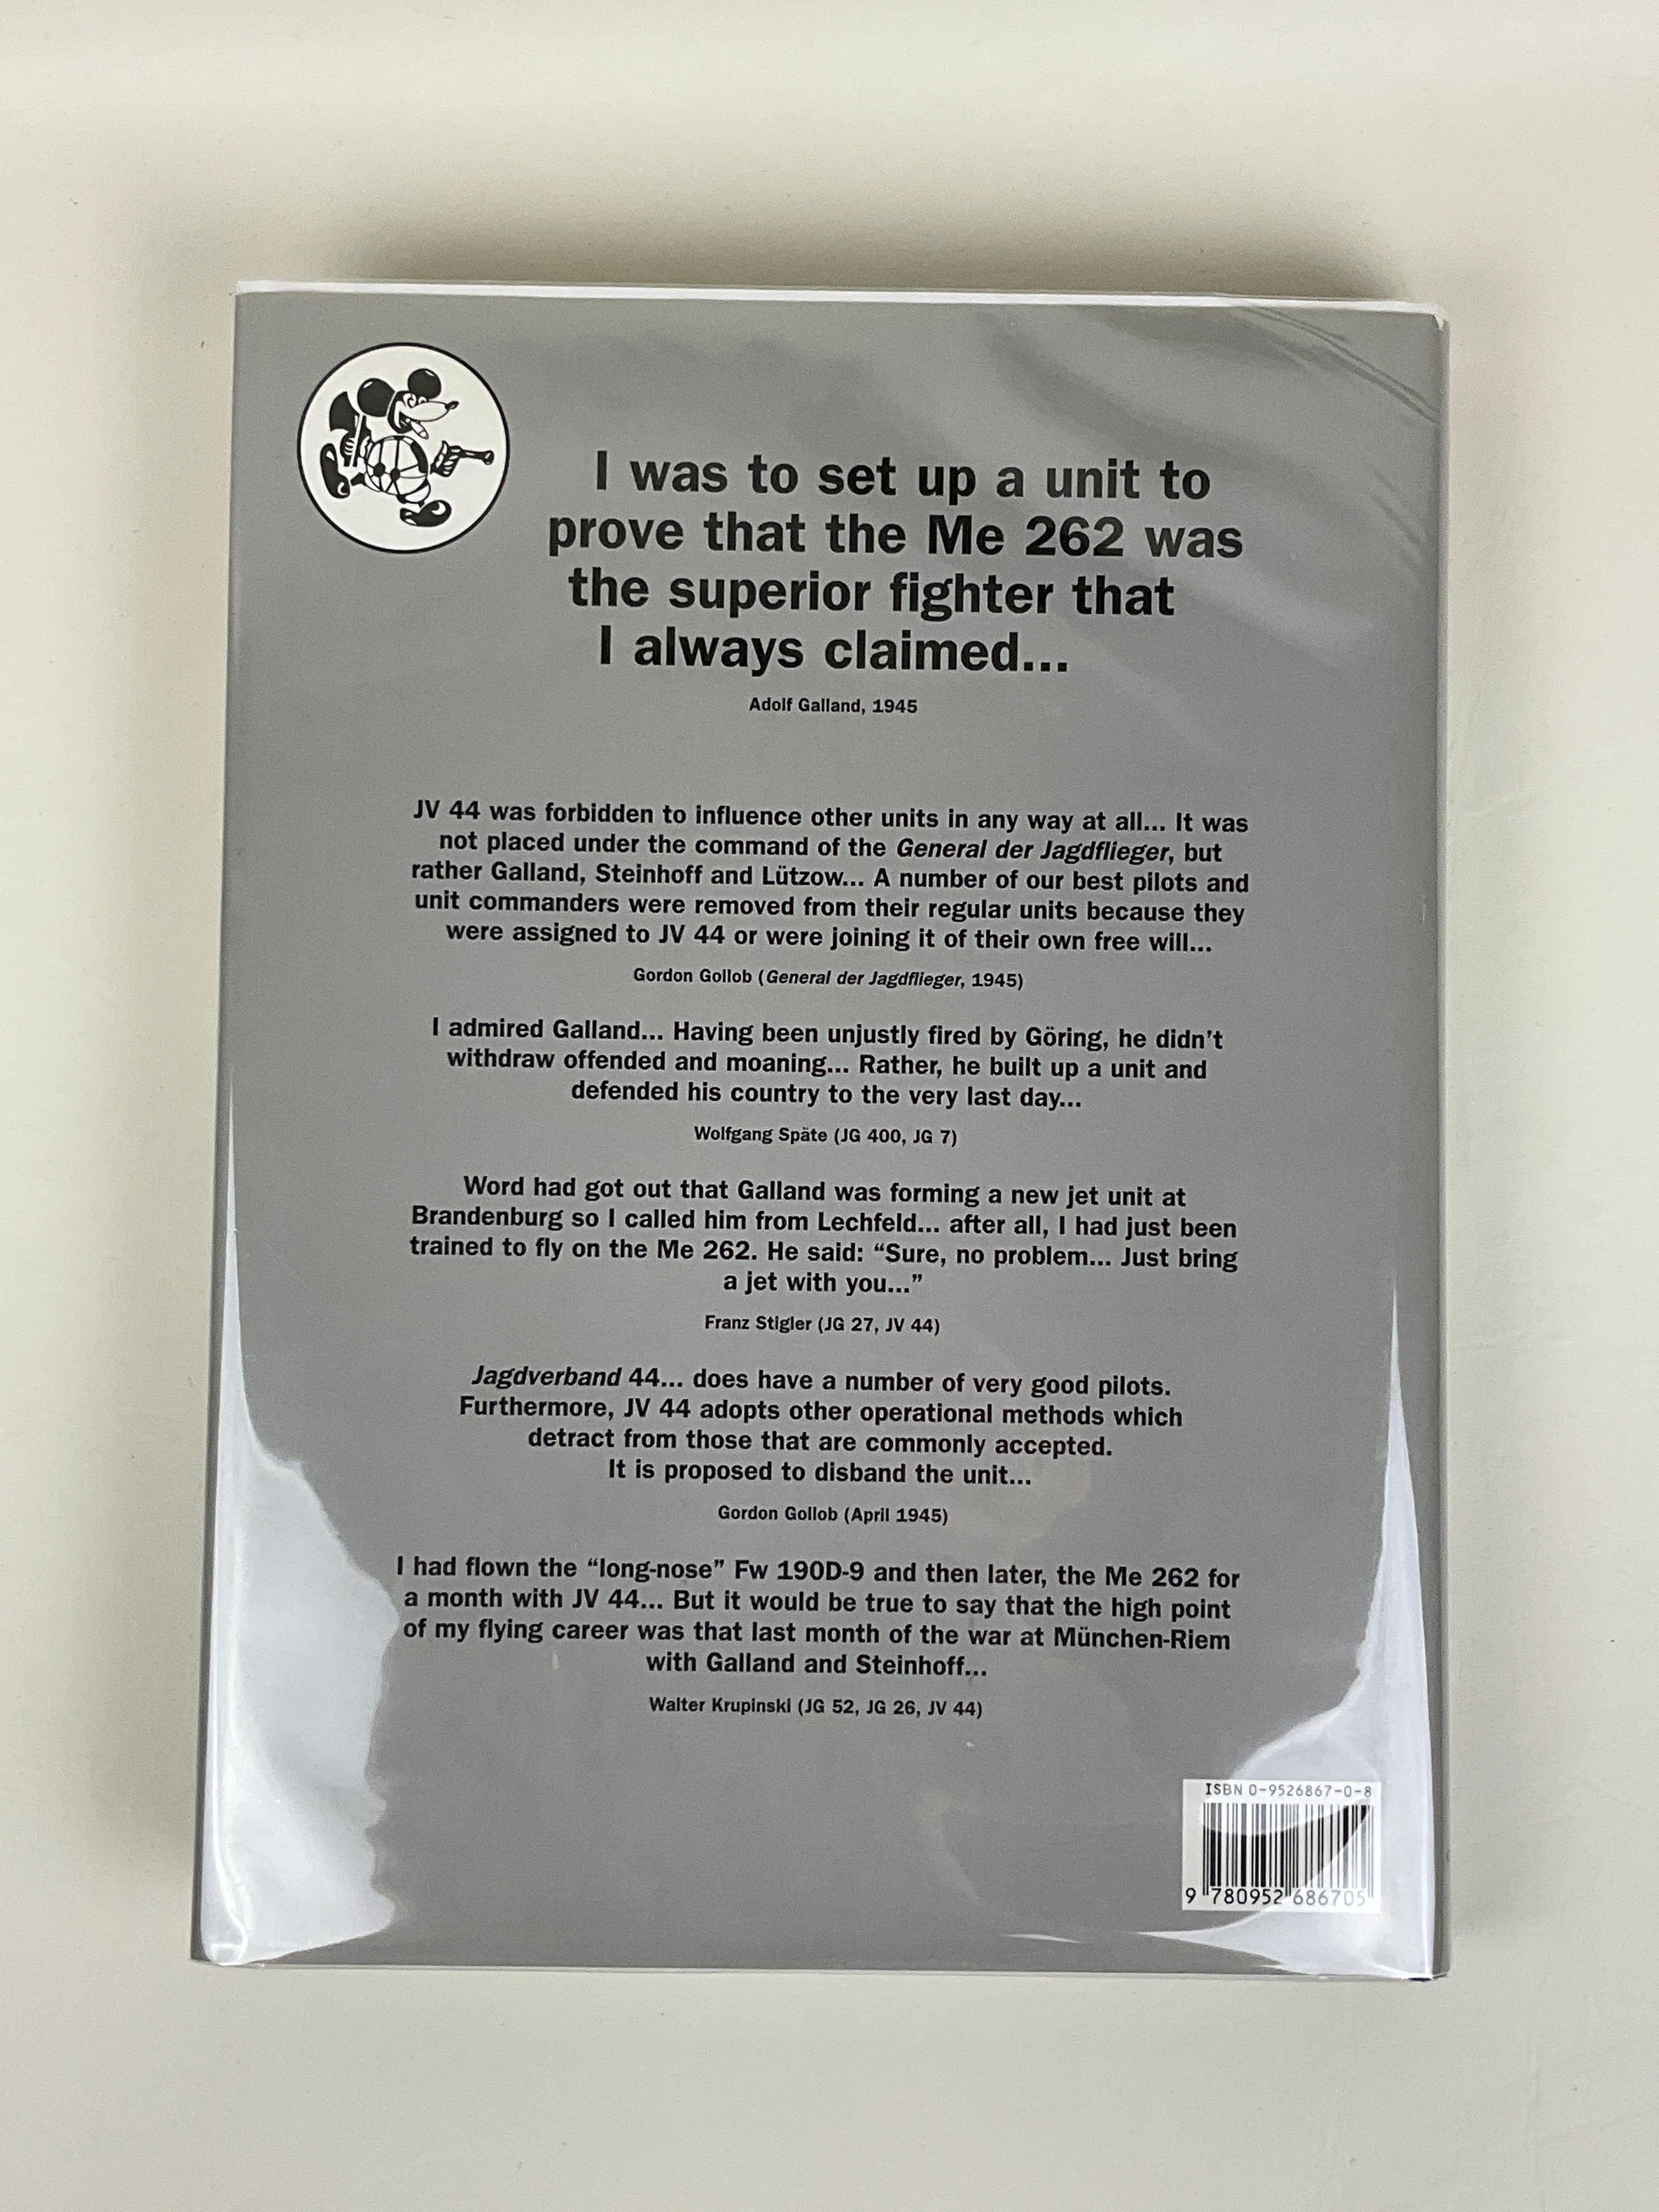 I was to set up a unit to
prove that the Me 262 was
the superior fighter that
I always claimed...
Adolf Galland, 1945
JV 44 was forbidden to influence other units in any way at all... It was
not placed under the command of the General der Jagdflieger, but
rather Galland, Steinhoff and Lützow... A number of our best pilots and
unit commanders were removed from their regular units because they
were assigned to JV 44 or were joining it of their own free will...
Gordon Gollob (General der Jagdflieger, 1945)
I admired Galland... Having been unjustly fired by Göring, he didn't
withdraw offended and moaning... Rather, he built up a unit and
defended his country to the very last day...
Wolfgang Späte (JG 400, JG 7)
Word had got out that Galland was forming a new jet unit at
Brandenburg so I called him from Lechfeld... after all, I had just been
trained to fly on the Me 262. He said: “Sure, no problem... Just bring
a jet with you...”
Franz Stigler (JG 27, JV 44)
Jagdverband 44... does have a number of very good pilots.
Furthermore, JV 44 adopts other operational methods which
detract from those that are commonly accepted.
It is proposed to disband the unit...
Gordon Gollob (April 1945)
I had flown the “long-nose” Fw 190D-9 and then later, the Me 262 for
a month with JV 44... But it would be true to say that the high point
of my flying career was that last month of the war at München-Riem
with Galland and Steinhoff...
Walter Krupinski (JG 52, JG 26, JV 44)
ISBN 0-9526867-0-8
9 780952 686705